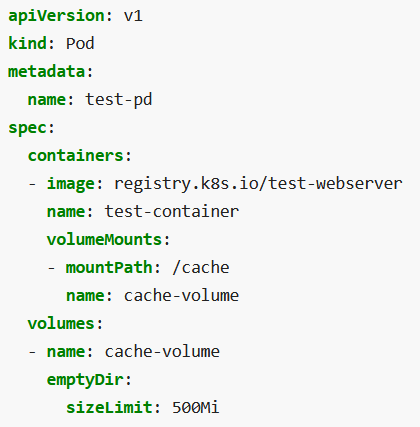 apiVersion: v1
kind: Pod
metadata:
  name: test-pd
spec:
  containers:
  - image: registry.k8s.io/test-webserver
    name: test-container
    volumeMounts:
    - mountPath: /cache
      name: cache-volume
  volumes:
  - name: cache-volume
    emptyDir:
      sizeLimit: 500Mi